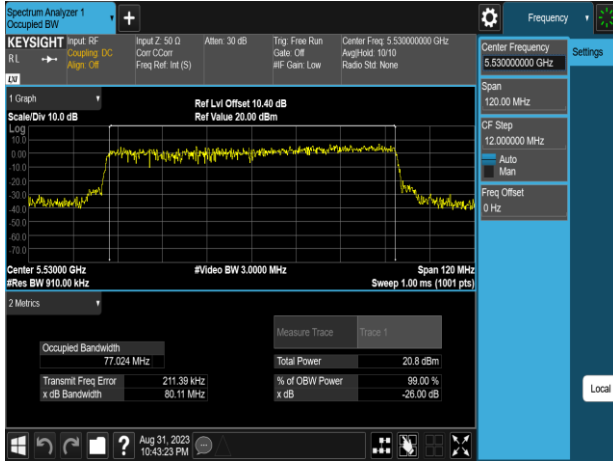 Spectrum Analyzer 1
Occupied BW
+
Frequency
KEYSIGHT
RL
LXI
Input: RF
Coupling: DC
Align: Off
Input Z: 50 Ω
Corr CCorr
Freq Ref: Int (S)
Atten: 30 dB
Trig: Free Run
Gate: Off
#IF Gain: Low
Center Freq: 5.530000000 GHz
Avg|Hold: 10/10
Radio Std: None
Center Frequency
5.530000000 GHz
Settings
Span
120.00 MHz
CF Step
12.000000 MHz
Auto
Man
Freq Offset
0 Hz
Local
1 Graph
Scale/Div 10.0 dB
Ref Lvl Offset 10.40 dB
Ref Value 20.00 dBm
Log
10.0
0.00
-10.0
-20.0
-30.0
-40.0
-50.0
-60.0
-70.0
Center 5.53000 GHz
#Res BW 910.00 kHz
#Video BW 3.0000 MHz
Span 120 MHz
Sweep 1.00 ms (1001 pts)
2 Metrics
Measure Trace
Trace 1
Occupied Bandwidth
77.024 MHz
Total Power
20.8 dBm
Transmit Freq Error
211.39 kHz
% of OBW Power
99.00 %
x dB Bandwidth
80.11 MHz
x dB
-26.00 dB
?
Aug 31, 2023
10:43:23 PM